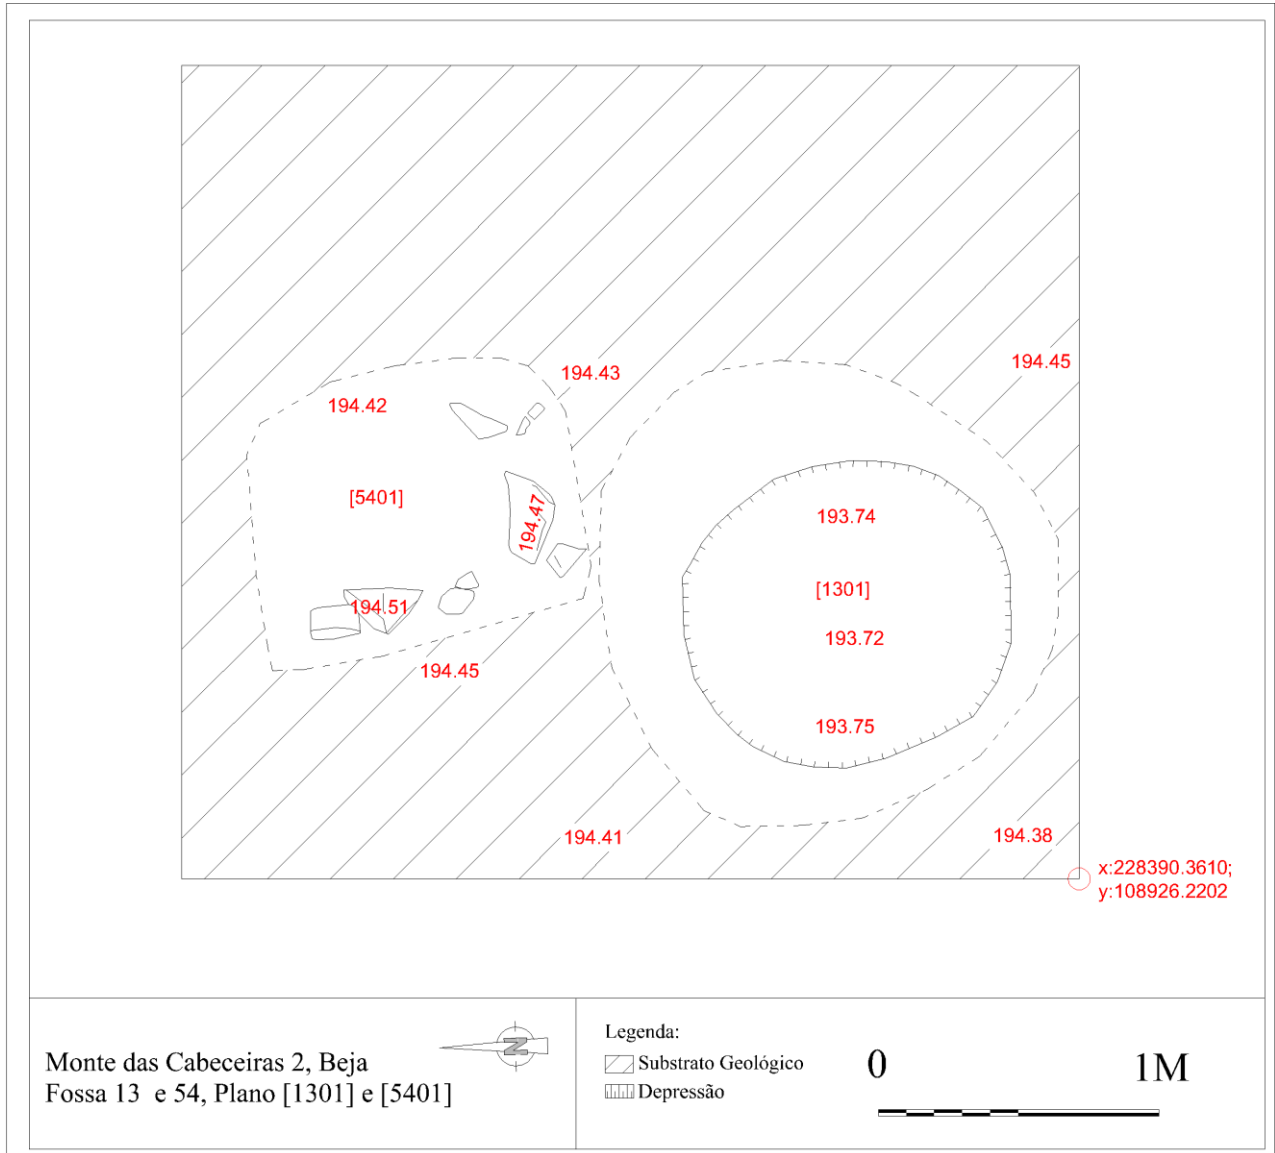 194.43
194.45
194.42
[5401]
194.47
193.74
[1301]
194.51
193.72
194.45
193.75
194.41
194.38
x:228390.3610;
y:108926.2202
Monte das Cabeceiras 2, Beja
Fossa 13 e 54, Plano [1301] e [5401]
N
Legenda:
Substrato Geológico
Depressão
0 1M